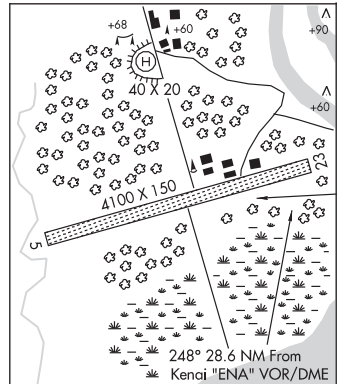 +68
+60
+90
H
40 X 20
+60
4100 X 150
23
5
248° 28.6 NM From
Kenai "ENA" VOR/DME